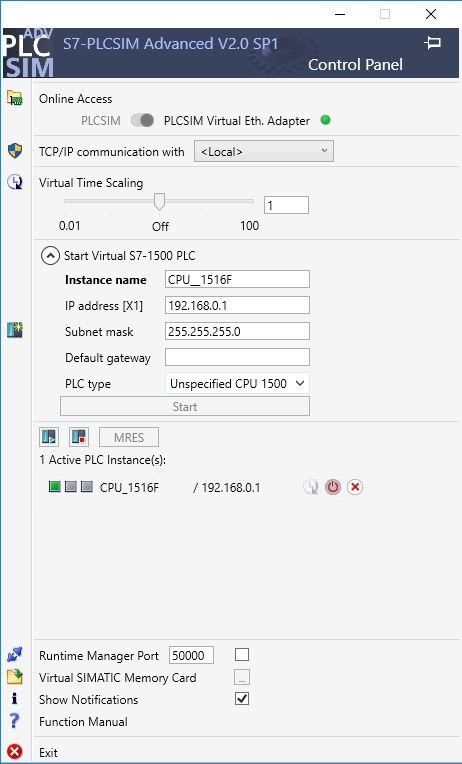 ADV
PLC
SIM
S7-PLCSIM Advanced V2.0 SP1
Control Panel
Online Access
PLCSIM PLCSIM Virtual Eth. Adapter
TCP/IP communication with <Local>
Virtual Time Scaling
1
0.01 Off 100
Start Virtual S7-1500 PLC
Instance name CPU__1516F
IP address [X1] 192.168.0.1
Subnet mask 255.255.255.0
Default gateway
PLC type Unspecified CPU 1500
Start
MRES
1 Active PLC Instance(s):
CPU_1516F / 192.168.0.1
Runtime Manager Port 50000
Virtual SIMATIC Memory Card ...
Show Notifications
Function Manual
Exit